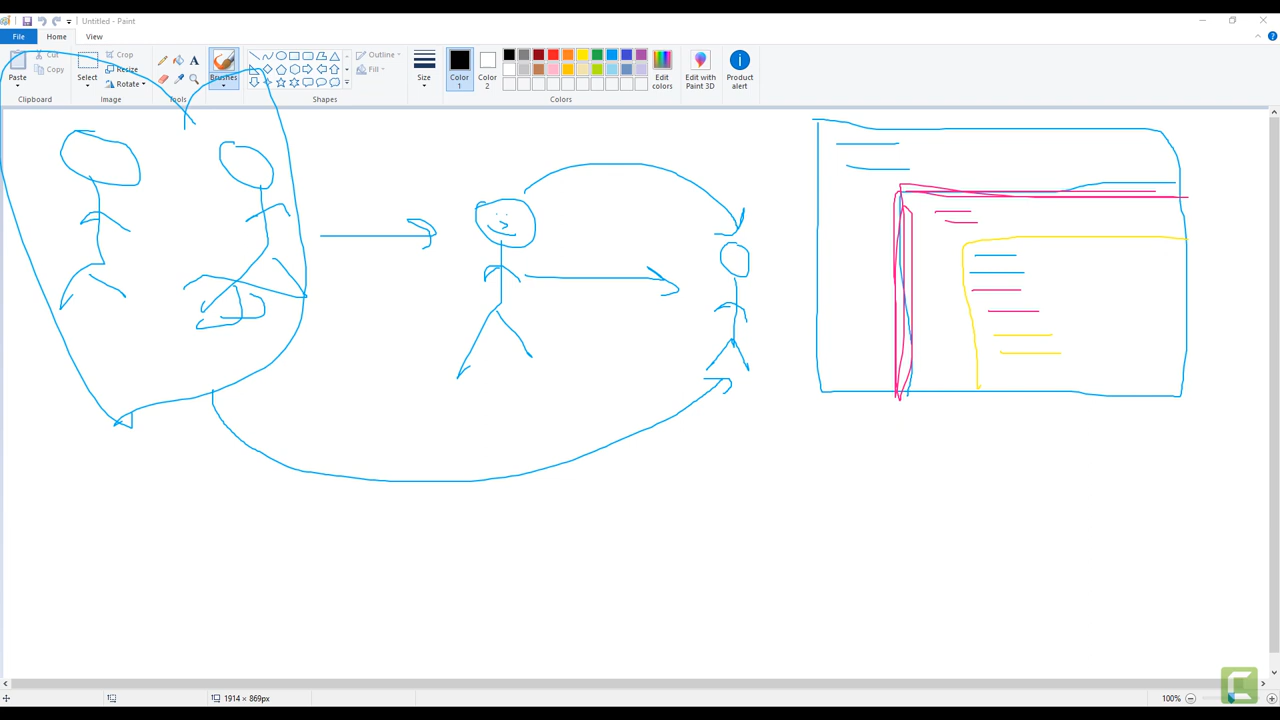 Untitled - Paint
File Home View
Paste
Cut
Copy
Clipboard
Select
Crop
Resize
Rotate
Image
Tools
Brushes
Shapes
Outline
Fill
Size
Color 1
Color 2
Edit colors
Colors
Edit with Paint 3D
Product alert
1914 × 869px
100%